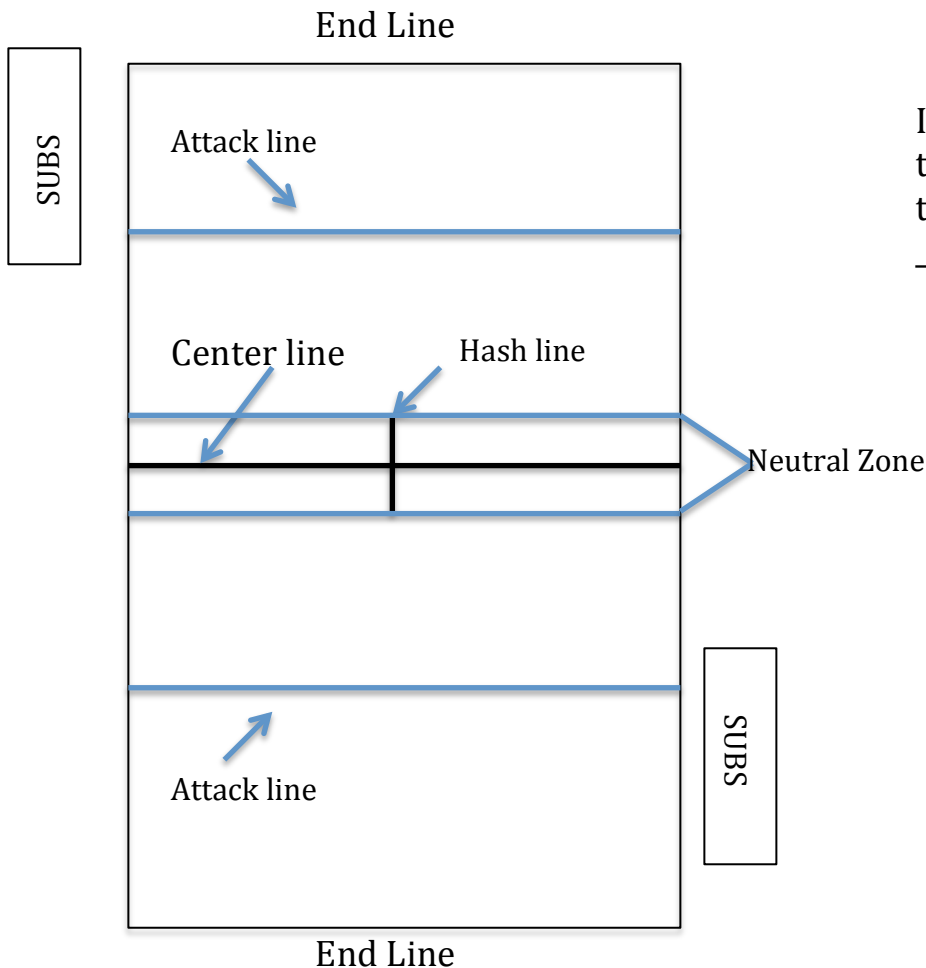 End Line
SUBS
Attack line
I
t
t
Center line
Hash line
Neutral Zone
SUBS
Attack line
End Line